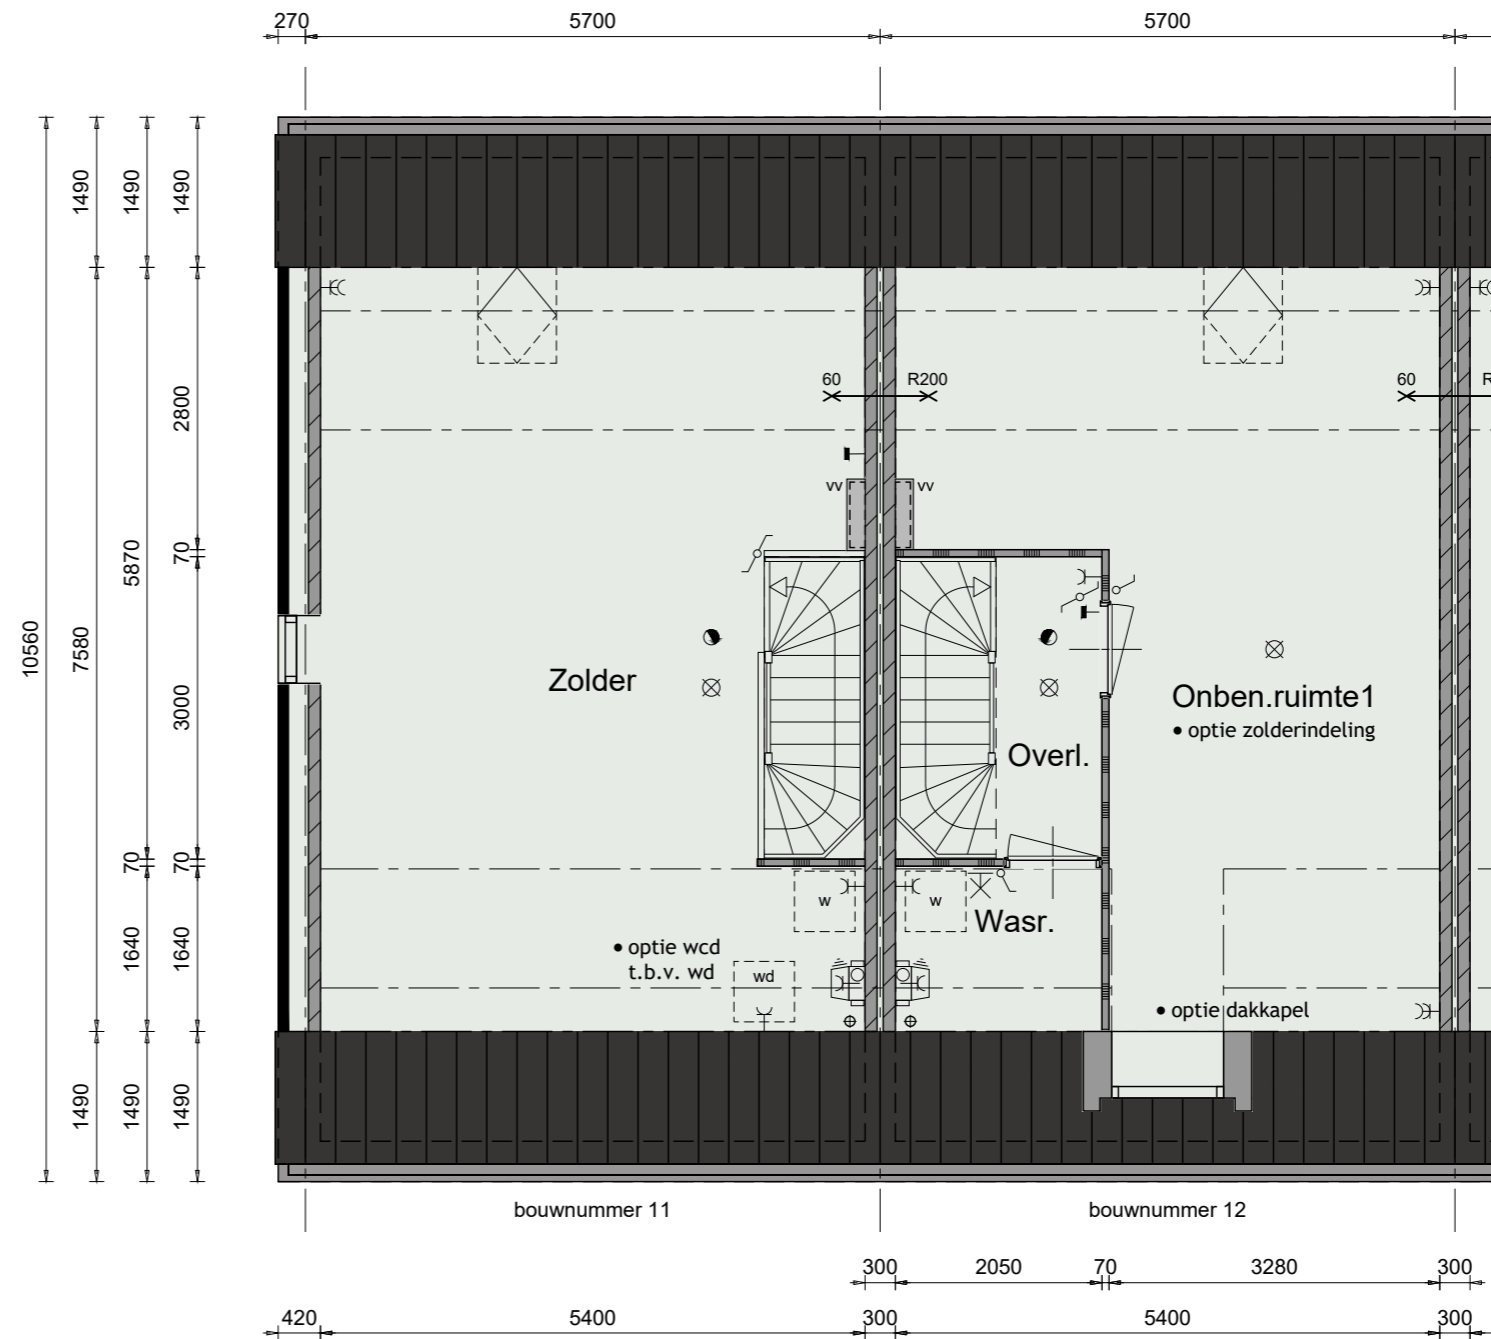 270 5700 5700
1490 1490 1490
60 R200 60 R
2800
vv vv
70
5870
10560 7580 3000
Zolder
Onben.ruimte1
• optie zolderindeling
Overl.
70 70
w w
Wasr.
1640 1640
• optie wcd
t.b.v. wd
wd
• optie dakkapel
1490 1490 1490
bouwnummer 11 bouwnummer 12
300 2050 70 3280 300
420 5400 300 5400 300